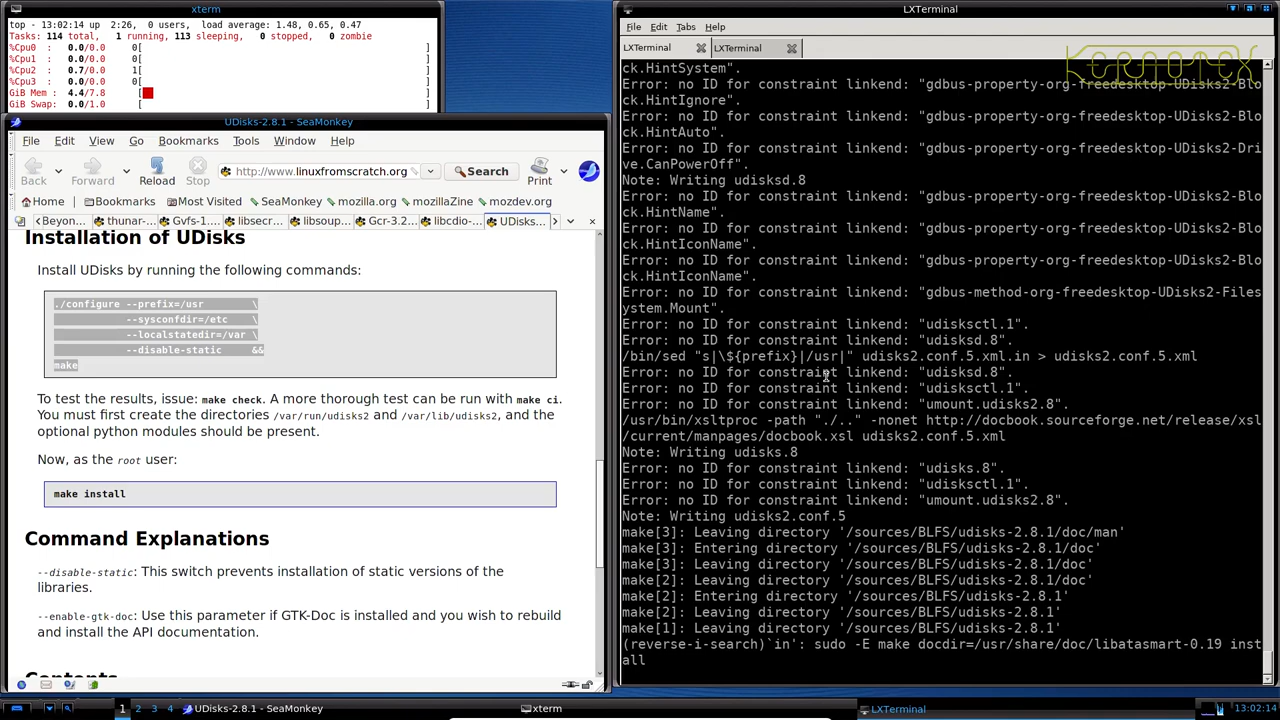 xterm
top - 13:02:14 up  2:26,  0 users,  load average: 1.48, 0.65, 0.47
Tasks: 114 total,   1 running, 113 sleeping,   0 stopped,   0 zombie
%Cpu0  :   0.0/0.0     0[                                                  ]
%Cpu1  :   0.0/0.0     0[                                                  ]
%Cpu2  :   0.7/0.0     1[                                                  ]
%Cpu3  :   0.0/0.0     0[                                                  ]
GiB Mem :  4.4/7.8      [                                                  ]
GiB Swap:  0.0/1.0      [                                                  ]
UDisks-2.8.1 - SeaMonkey
File Edit View Go Bookmarks Tools Window Help
Back Forward Reload Stop http://www.linuxfromscratch.org Search Print
Home Bookmarks Most Visited SeaMonkey mozilla.org mozillaZine mozdev.org
Beyon... thunar-... Gvfs-1.... libsecr... libsoup... Gcr-3.2... libcdio-... UDisks...
Installation of UDisks
Install UDisks by running the following commands:
./configure --prefix=/usr        \
            --sysconfdir=/etc    \
            --localstatedir=/var \
            --disable-static     &&
make
To test the results, issue: make check. A more thorough test can be run with make ci.
You must first create the directories /var/run/udisks2 and /var/lib/udisks2, and the
optional python modules should be present.
Now, as the root user:
make install
Command Explanations
--disable-static: This switch prevents installation of static versions of the
libraries.
--enable-gtk-doc: Use this parameter if GTK-Doc is installed and you wish to rebuild
and install the API documentation.
LXTerminal
File Edit Tabs Help
LXTerminal LXTerminal
KERNOTEX
ck.HintSystem".
Error: no ID for constraint linkend: "gdbus-property-org-freedesktop-UDisks2-Blo
ck.HintIgnore".
Error: no ID for constraint linkend: "gdbus-property-org-freedesktop-UDisks2-Blo
ck.HintAuto".
Error: no ID for constraint linkend: "gdbus-property-org-freedesktop-UDisks2-Dri
ve.CanPowerOff".
Note: Writing udisksd.8
Error: no ID for constraint linkend: "gdbus-property-org-freedesktop-UDisks2-Blo
ck.HintName".
Error: no ID for constraint linkend: "gdbus-property-org-freedesktop-UDisks2-Blo
ck.HintIconName".
Error: no ID for constraint linkend: "gdbus-property-org-freedesktop-UDisks2-Blo
ck.HintIconName".
Error: no ID for constraint linkend: "gdbus-method-org-freedesktop-UDisks2-Files
ystem.Mount".
Error: no ID for constraint linkend: "udisksctl.1".
Error: no ID for constraint linkend: "udisksd.8".
/bin/sed "s|\${prefix}|/usr|" udisks2.conf.5.xml.in > udisks2.conf.5.xml
Error: no ID for constraint linkend: "udisksd.8".
Error: no ID for constraint linkend: "udisksctl.1".
Error: no ID for constraint linkend: "umount.udisks2.8".
/usr/bin/xsltproc -path "./.." -nonet http://docbook.sourceforge.net/release/xsl
/current/manpages/docbook.xsl udisks2.conf.5.xml
Note: Writing udisks.8
Error: no ID for constraint linkend: "udisks.8".
Error: no ID for constraint linkend: "udisksctl.1".
Error: no ID for constraint linkend: "umount.udisks2.8".
Note: Writing udisks2.conf.5
make[3]: Leaving directory '/sources/BLFS/udisks-2.8.1/doc/man'
make[3]: Entering directory '/sources/BLFS/udisks-2.8.1/doc'
make[3]: Leaving directory '/sources/BLFS/udisks-2.8.1/doc'
make[2]: Leaving directory '/sources/BLFS/udisks-2.8.1/doc'
make[2]: Entering directory '/sources/BLFS/udisks-2.8.1'
make[2]: Leaving directory '/sources/BLFS/udisks-2.8.1'
make[1]: Leaving directory '/sources/BLFS/udisks-2.8.1'
(reverse-i-search)`in': sudo -E make docdir=/usr/share/doc/libatasmart-0.19 inst
all
1 2 3 4 UDisks-2.8.1 - SeaMonkey xterm LXTerminal 13:02:14